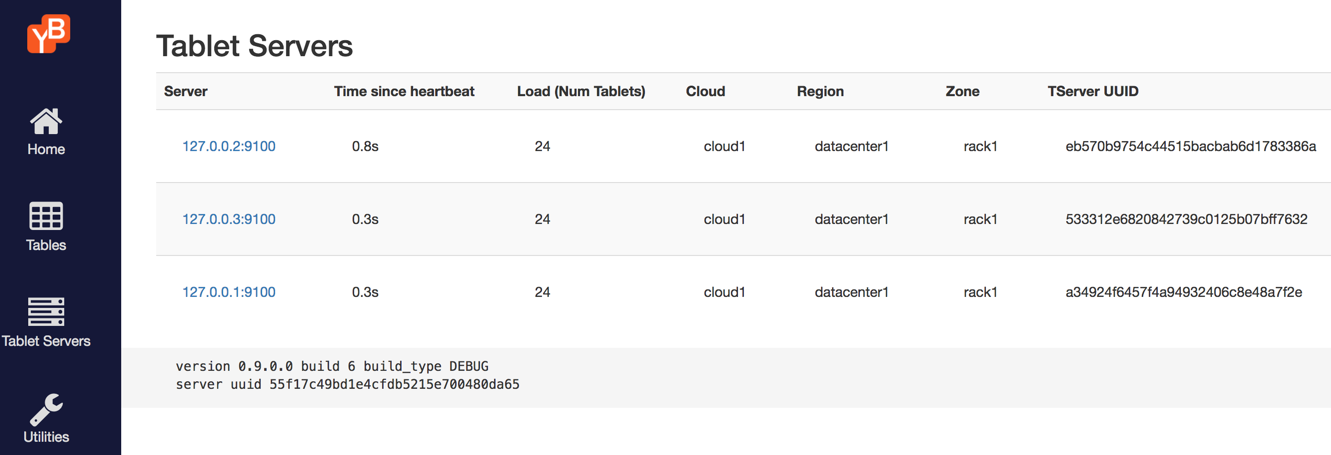 YB
Home
Tables
Tablet Servers
Utilities
Tablet Servers
Server Time since heartbeat Load (Num Tablets) Cloud Region Zone TServer UUID
127.0.0.2:9100 0.8s 24 cloud1 datacenter1 rack1 eb570b9754c44515bacbab6d1783386a
127.0.0.3:9100 0.3s 24 cloud1 datacenter1 rack1 533312e6820842739c0125b07bff7632
127.0.0.1:9100 0.3s 24 cloud1 datacenter1 rack1 a34924f6457f4a94932406c8e48a7f2e
version 0.9.0.0 build 6 build_type DEBUG
server uuid 55f17c49bd1e4cfdb5215e700480da65